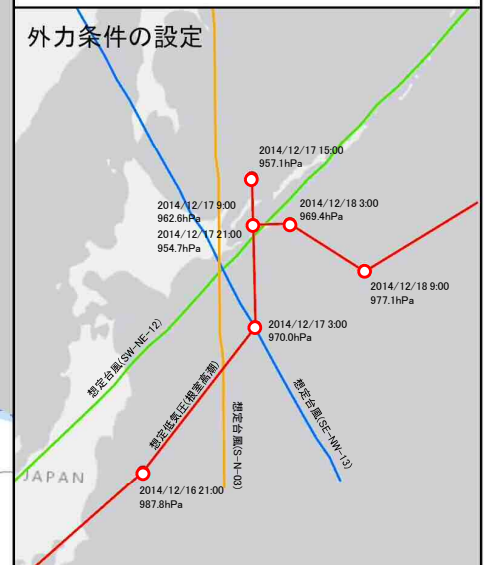 外力条件の設定
2014/12/17 15:00
957.1hPa
2014/12/17 9:00
962.6hPa
2014/12/17 21:00
954.7hPa
2014/12/18 3:00
969.4hPa
2014/12/18 9:00
977.1hPa
2014/12/17 3:00
970.0hPa
想定台風(SW-NE-12)
想定低気圧(根室高潮)
想定台風(S-N-03)
想定台風(SE-NW-13)
JAPAN
2014/12/16 21:00
987.8hPa